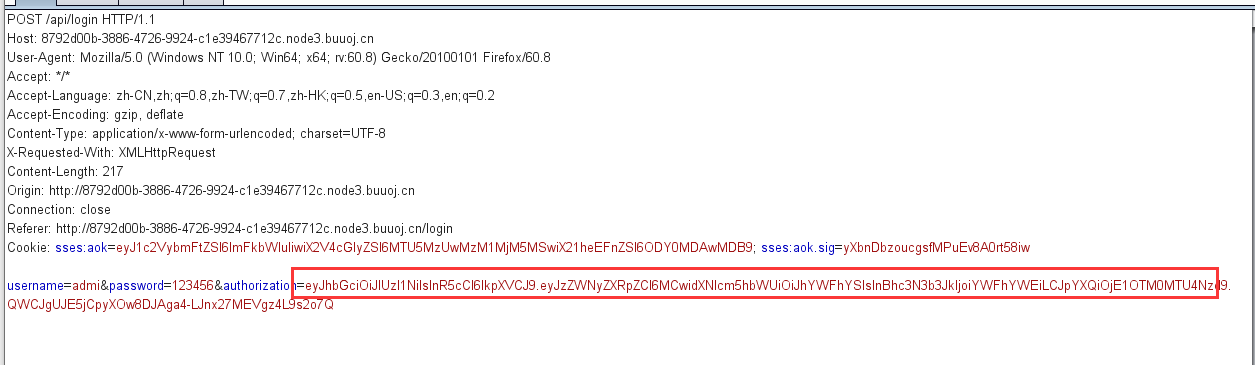 POST /api/login HTTP/1.1
Host: 8792d00b-3886-4726-9924-c1e39467712c.node3.buuoj.cn
User-Agent: Mozilla/5.0 (Windows NT 10.0; Win64; x64; rv:60.8) Gecko/20100101 Firefox/60.8
Accept: */*
Accept-Language: zh-CN,zh;q=0.8,zh-TW;q=0.7,zh-HK;q=0.5,en-US;q=0.3,en;q=0.2
Accept-Encoding: gzip, deflate
Content-Type: application/x-www-form-urlencoded; charset=UTF-8
X-Requested-With: XMLHttpRequest
Content-Length: 217
Origin: http://8792d00b-3886-4726-9924-c1e39467712c.node3.buuoj.cn
Connection: close
Referer: http://8792d00b-3886-4726-9924-c1e39467712c.node3.buuoj.cn/login
Cookie: sses:aok=eyJ1c2VybmFtZSI6ImFkbWluIiwiX2V4cGlyZSI6MTU5MzUwMzM1MjM5MSwiX21heEFnZSI6ODY0MDAwMDB9; sses:aok.sig=yXbnDbzoucgsfMPuEv8A0rt58iw
username=admi&password=123456&authorization=eyJhbGciOiJIUzI1NiIsInR5cCI6IkpXVCJ9.eyJzZWNyZXRpZCI6MCwidXNlcm5hbWUiOiJhYWFhYSIsInBhc3N3b3JkIjoiYWFhYWEiLCJpYXQiOjE1OTM0MTU4Nzd9.
QWCJgUJE5jCpyXOw8DJAga4-LJnx27MEVgz4L9s2o7Q